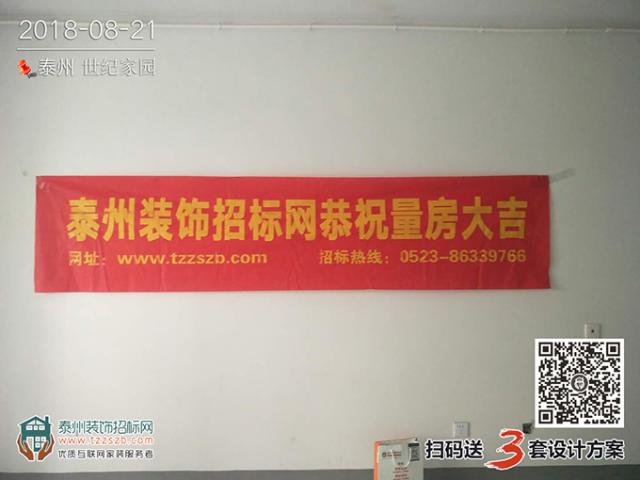 2018-08-21
泰州 世纪家园
泰州装饰招标网恭祝量房大吉
网址：www.tzzszb.com 招标热线：0523-86339766
泰州装饰招标网
www.tzzszb.com
优质互联网家装服务者
扫码送3套设计方案